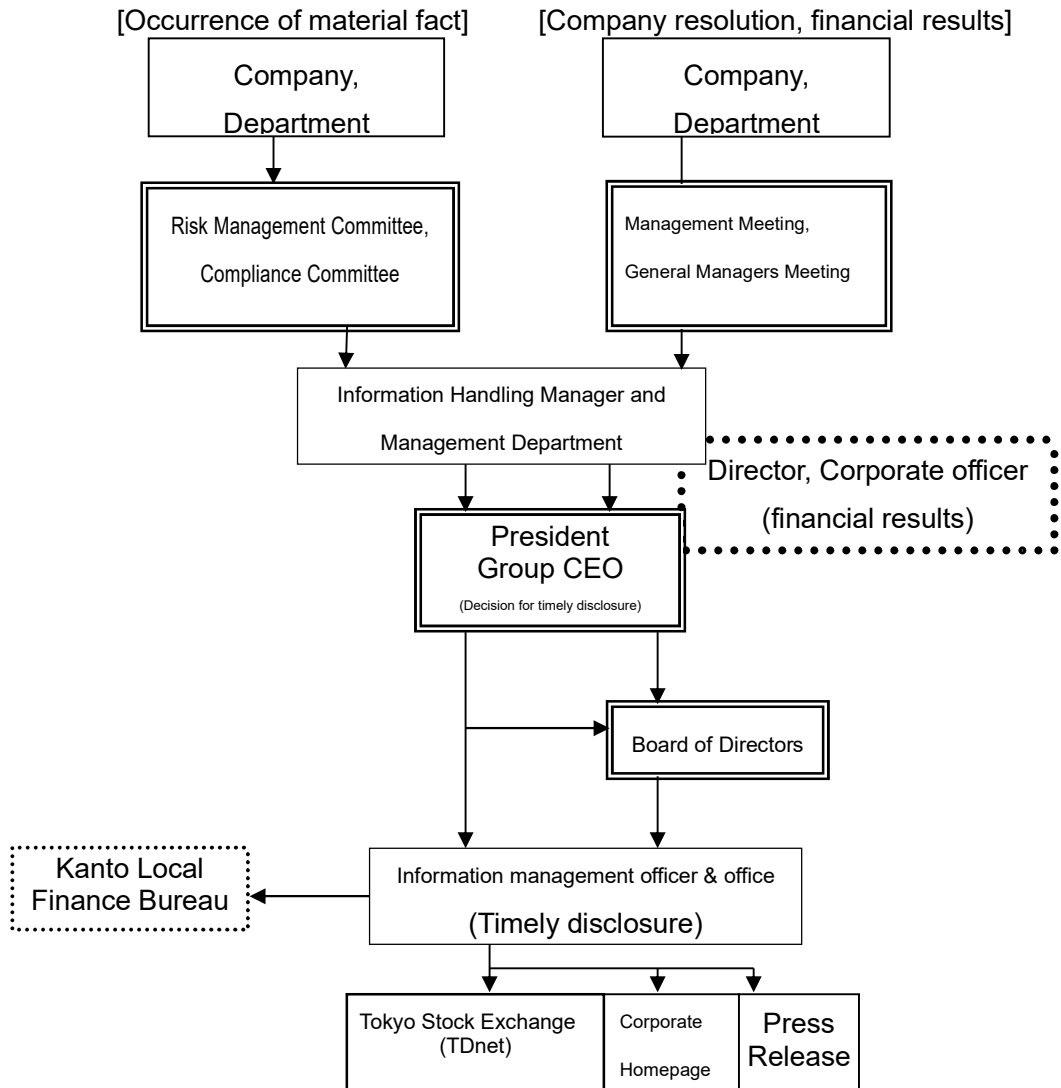 [Occurrence of material fact]
[Company resolution, financial results]
Company,
Department
Company,
Department
Risk Management Committee,
Compliance Committee
Management Meeting,
General Managers Meeting
Information Handling Manager and
Management Department
Director, Corporate officer
(financial results)
President
Group CEO
(Decision for timely disclosure)
Board of Directors
Kanto Local
Finance Bureau
Information management officer & office
(Timely disclosure)
Tokyo Stock Exchange
(TDnet)
Corporate
Homepage
Press
Release